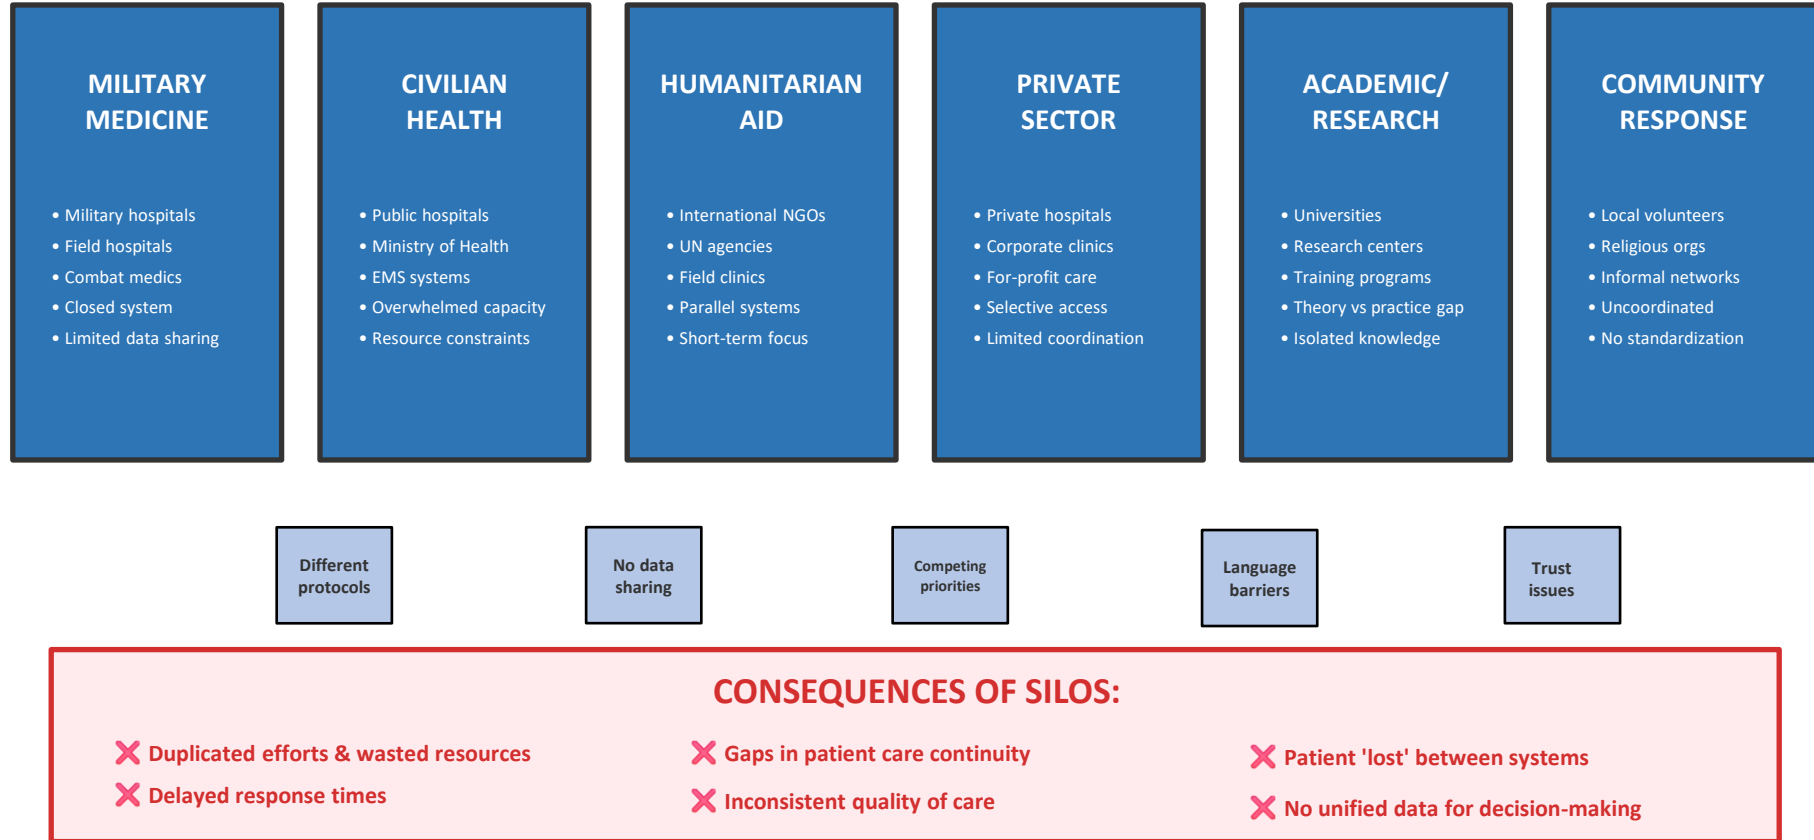 MILITARY
MEDICINE
• Military hospitals
• Field hospitals
• Combat medics
• Closed system
• Limited data sharing
CIVILIAN
HEALTH
• Public hospitals
• Ministry of Health
• EMS systems
• Overwhelmed capacity
• Resource constraints
HUMANITARIAN
AID
• International NGOs
• UN agencies
• Field clinics
• Parallel systems
• Short-term focus
PRIVATE
SECTOR
• Private hospitals
• Corporate clinics
• For-profit care
• Selective access
• Limited coordination
ACADEMIC/
RESEARCH
• Universities
• Research centers
• Training programs
• Theory vs practice gap
• Isolated knowledge
COMMUNITY
RESPONSE
• Local volunteers
• Religious orgs
• Informal networks
• Uncoordinated
• No standardization
Different
protocols
No data
sharing
Competing
priorities
Language
barriers
Trust
issues
CONSEQUENCES OF SILOS:
❌ Duplicated efforts & wasted resources
❌ Delayed response times
❌ Gaps in patient care continuity
❌ Inconsistent quality of care
❌ Patient 'lost' between systems
❌ No unified data for decision-making